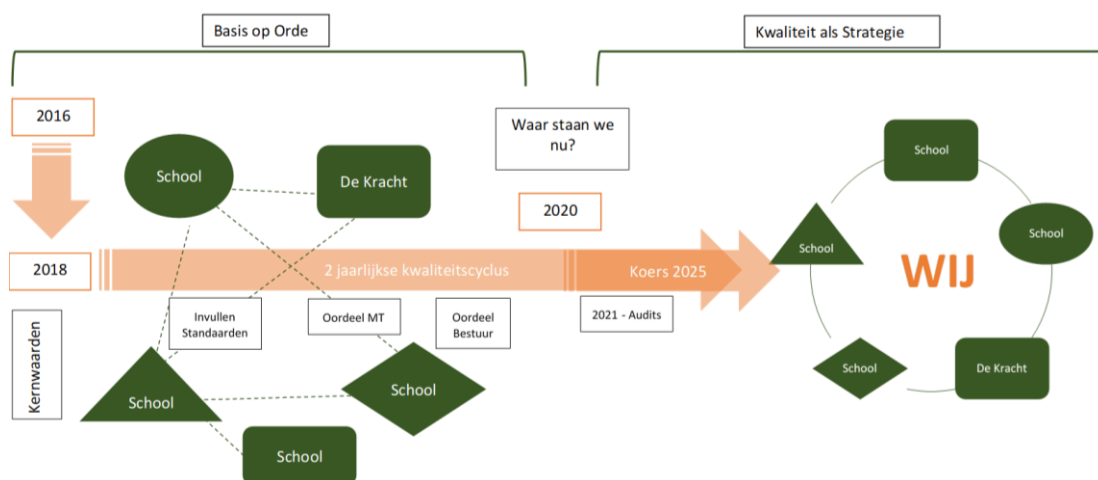 Basis op Orde
Kwaliteit als Strategie
2016
Waar staan we
nu?
School
De Kracht
School
2020
School
School
WIJ
2018
2 jaarlijkse kwaliteitscyclus
Koers 2025
Kernwaarden
Invullen
Standaarden
Oordeel MT
Oordeel
Bestuur
2021 - Audits
School
School
School
De Kracht
School